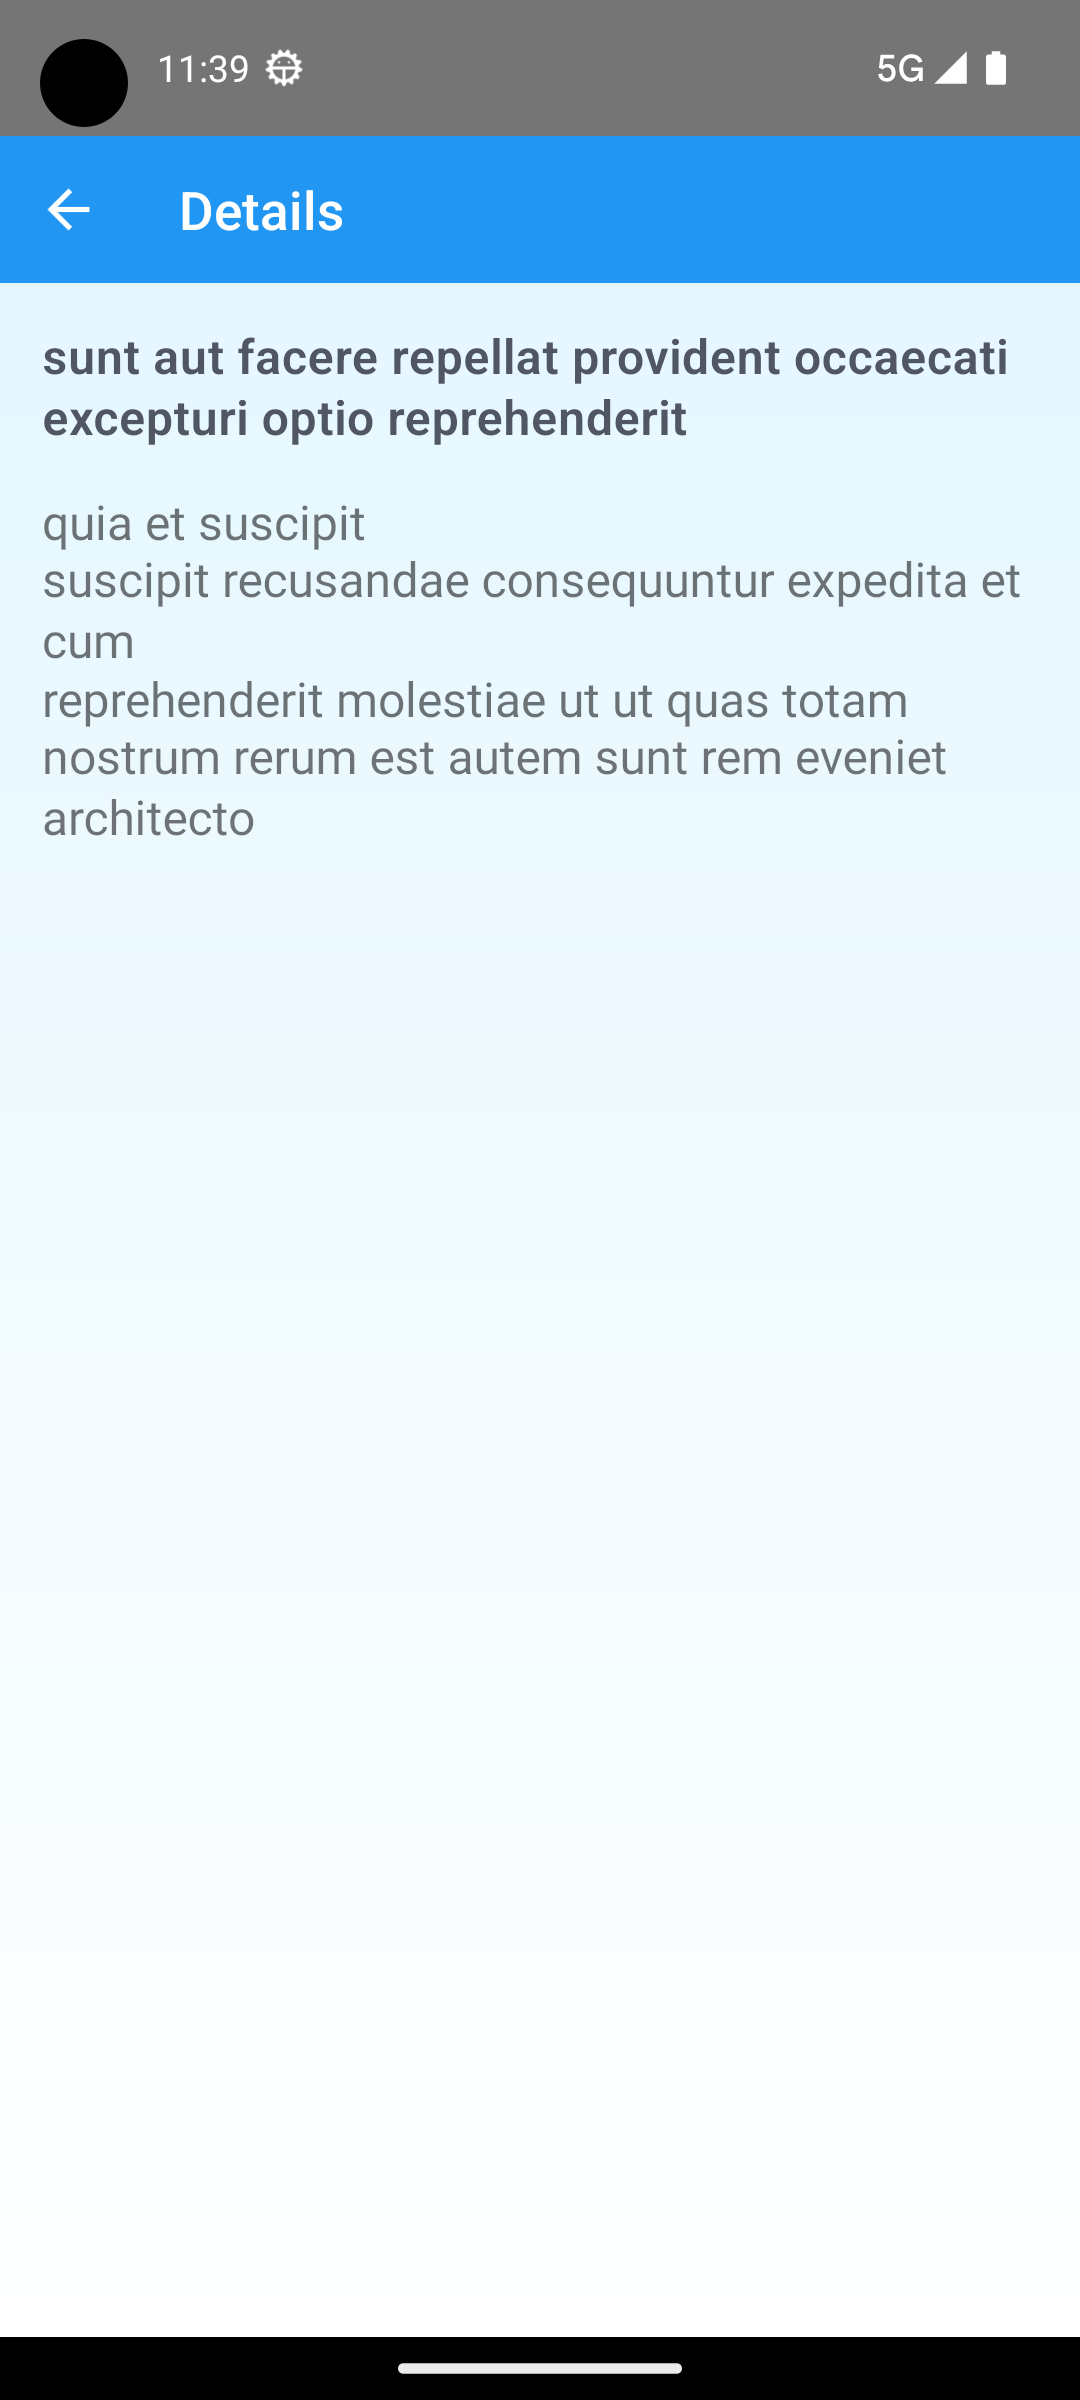 11:39
5G
Details
sunt aut facere repellat provident occaecati
excepturi optio reprehenderit
quia et suscipit
suscipit recusandae consequuntur expedita et
cum
reprehenderit molestiae ut ut quas totam
nostrum rerum est autem sunt rem eveniet
architecto